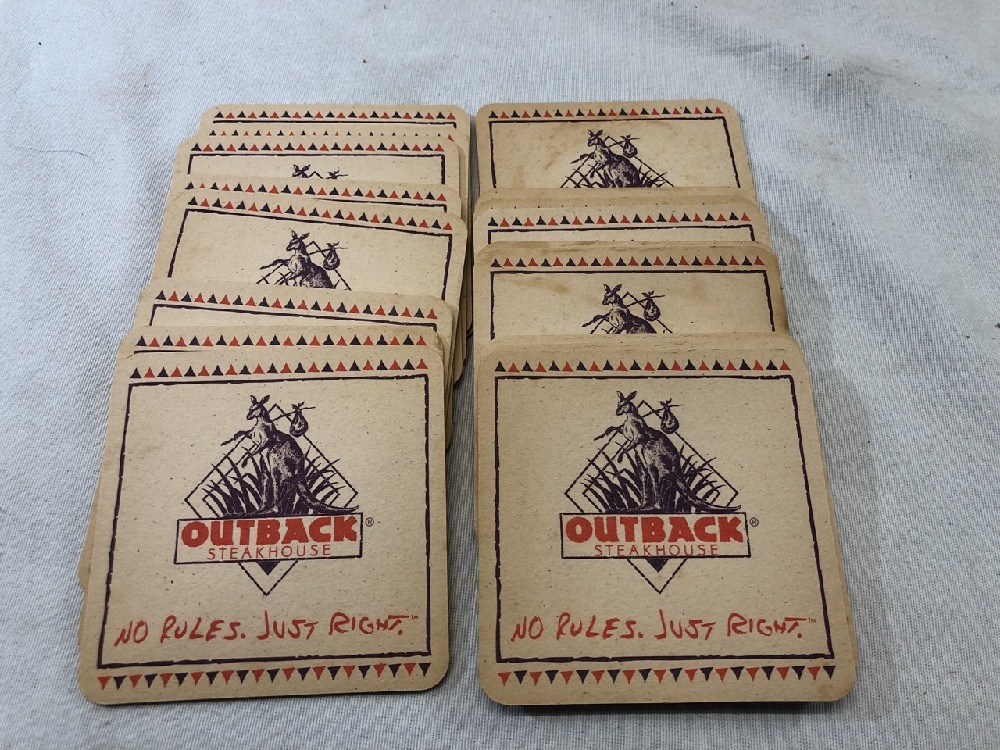 OUTBACK®
STEAKHOUSE
NO RULES. JUST RIGHT.™
OUTBACK®
STEAKHOUSE
NO RULES. JUST RIGHT.™